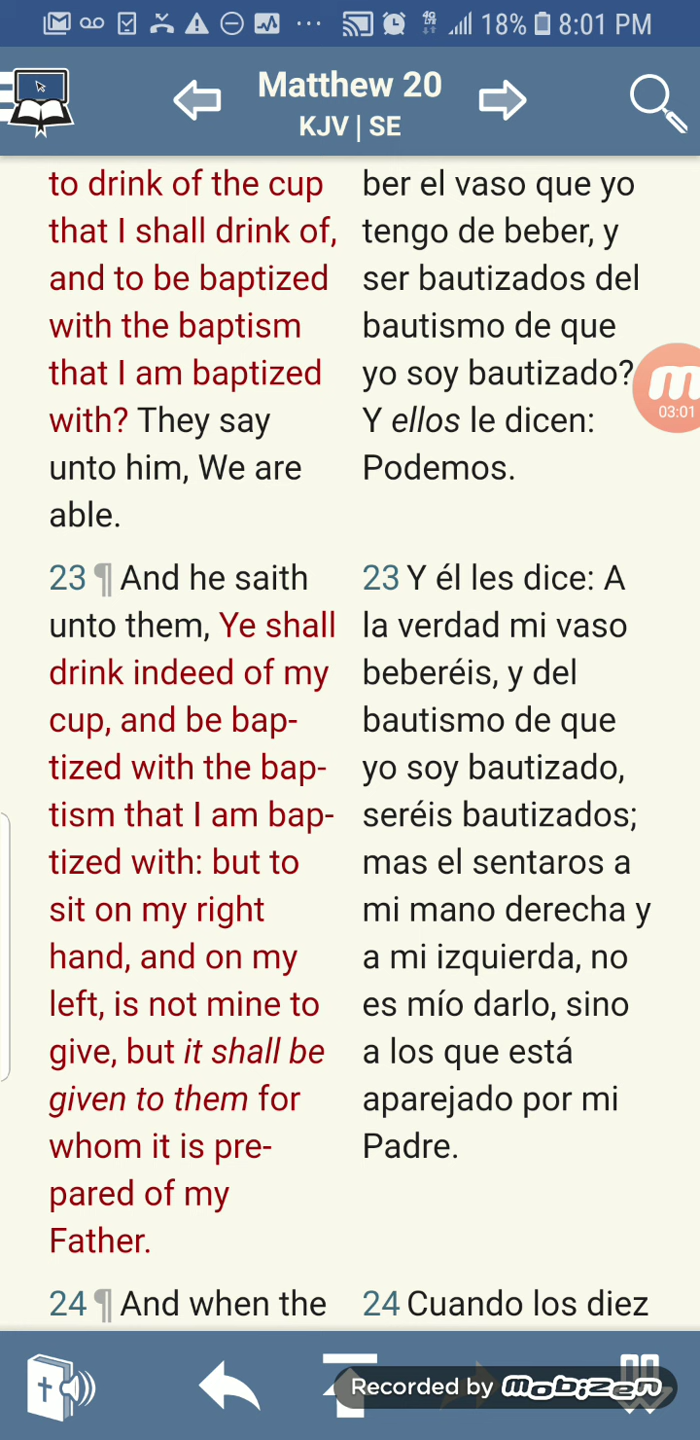 18% 8:01 PM
Matthew 20
KJV | SE
to drink of the cup
that I shall drink of,
and to be baptized
with the baptism
that I am baptized
with? They say
unto him, We are
able.
23 ¶ And he saith
unto them, Ye shall
drink indeed of my
cup, and be bap-
tized with the bap-
tism that I am bap-
tized with: but to
sit on my right
hand, and on my
left, is not mine to
give, but it shall be
given to them for
whom it is pre-
pared of my
Father.
24 ¶ And when the
ber el vaso que yo
tengo de beber, y
ser bautizados del
bautismo de que
yo soy bautizado?
Y ellos le dicen:
Podemos.
23 Y él les dice: A
la verdad mi vaso
beberéis, y del
bautismo de que
yo soy bautizado,
seréis bautizados;
mas el sentaros a
mi mano derecha y
a mi izquierda, no
es mío darlo, sino
a los que está
aparejado por mi
Padre.
24 Cuando los diez
m
03:01
Recorded by mobizen